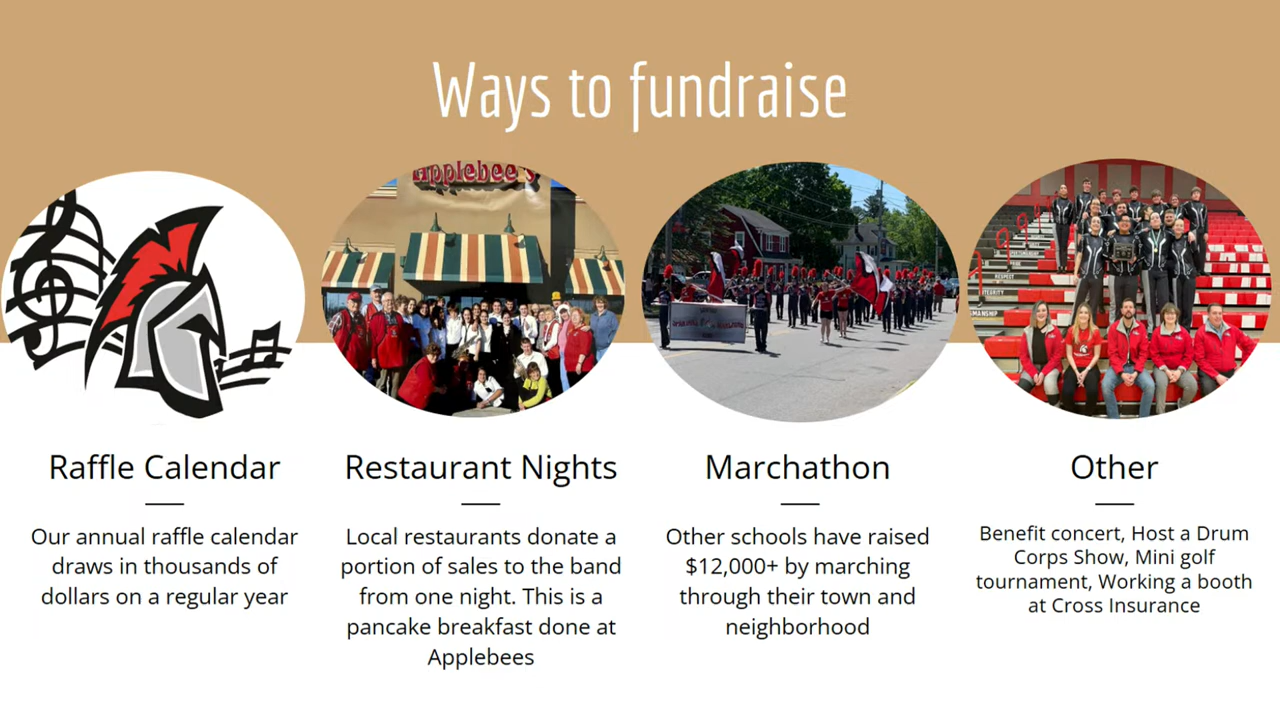 Ways to fundraise
Applebee's
RESPECT
Raffle Calendar
Our annual raffle calendar
draws in thousands of
dollars on a regular year
Restaurant Nights
Local restaurants donate a
portion of sales to the band
from one night. This is a
pancake breakfast done at
Applebees
Marchathon
Other schools have raised
$12,000+ by marching
through their town and
neighborhood
Other
Benefit concert, Host a Drum
Corps Show, Mini golf
tournament, Working a booth
at Cross Insurance